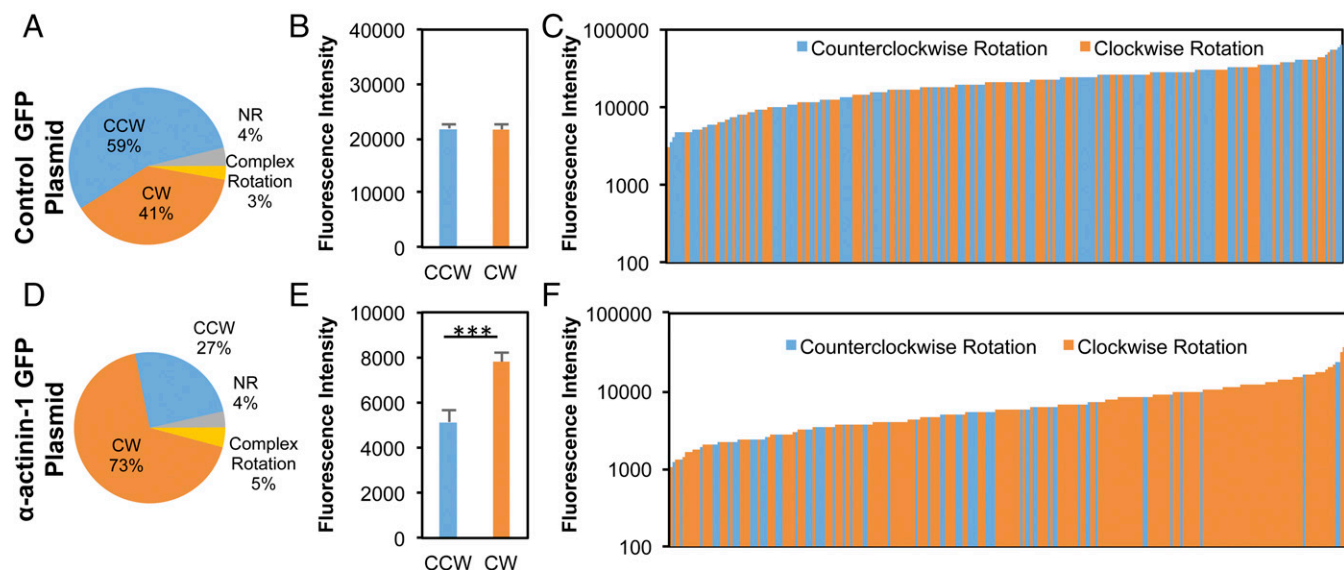 A
Control GFP
Plasmid
CCW
59%
NR
4%
Complex
Rotation
3%
CW
41%
B
Fluorescence Intensity
40000
30000
20000
10000
0
CCW CW
C
Fluorescence Intensity
100000
10000
1000
100
Counterclockwise Rotation Clockwise Rotation
D
α-actinin-1 GFP
Plasmid
CCW
27%
NR
4%
Complex
Rotation
5%
CW
73%
E
Fluorescence Intensity
10000
8000
6000
4000
2000
0
***
CCW CW
F
Fluorescence Intensity
100000
10000
1000
100
Counterclockwise Rotation Clockwise Rotation